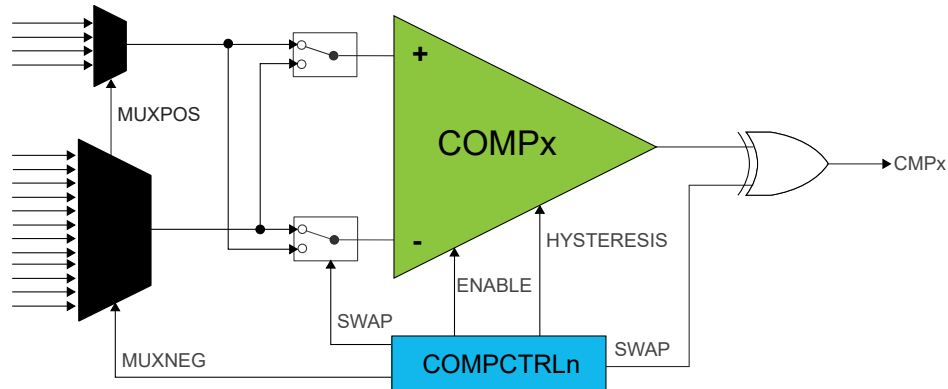 +
MUXPOS
COMPx
CMPx
-
HYSTERESIS
ENABLE
SWAP
MUXNEG
COMPCTRLn
SWAP